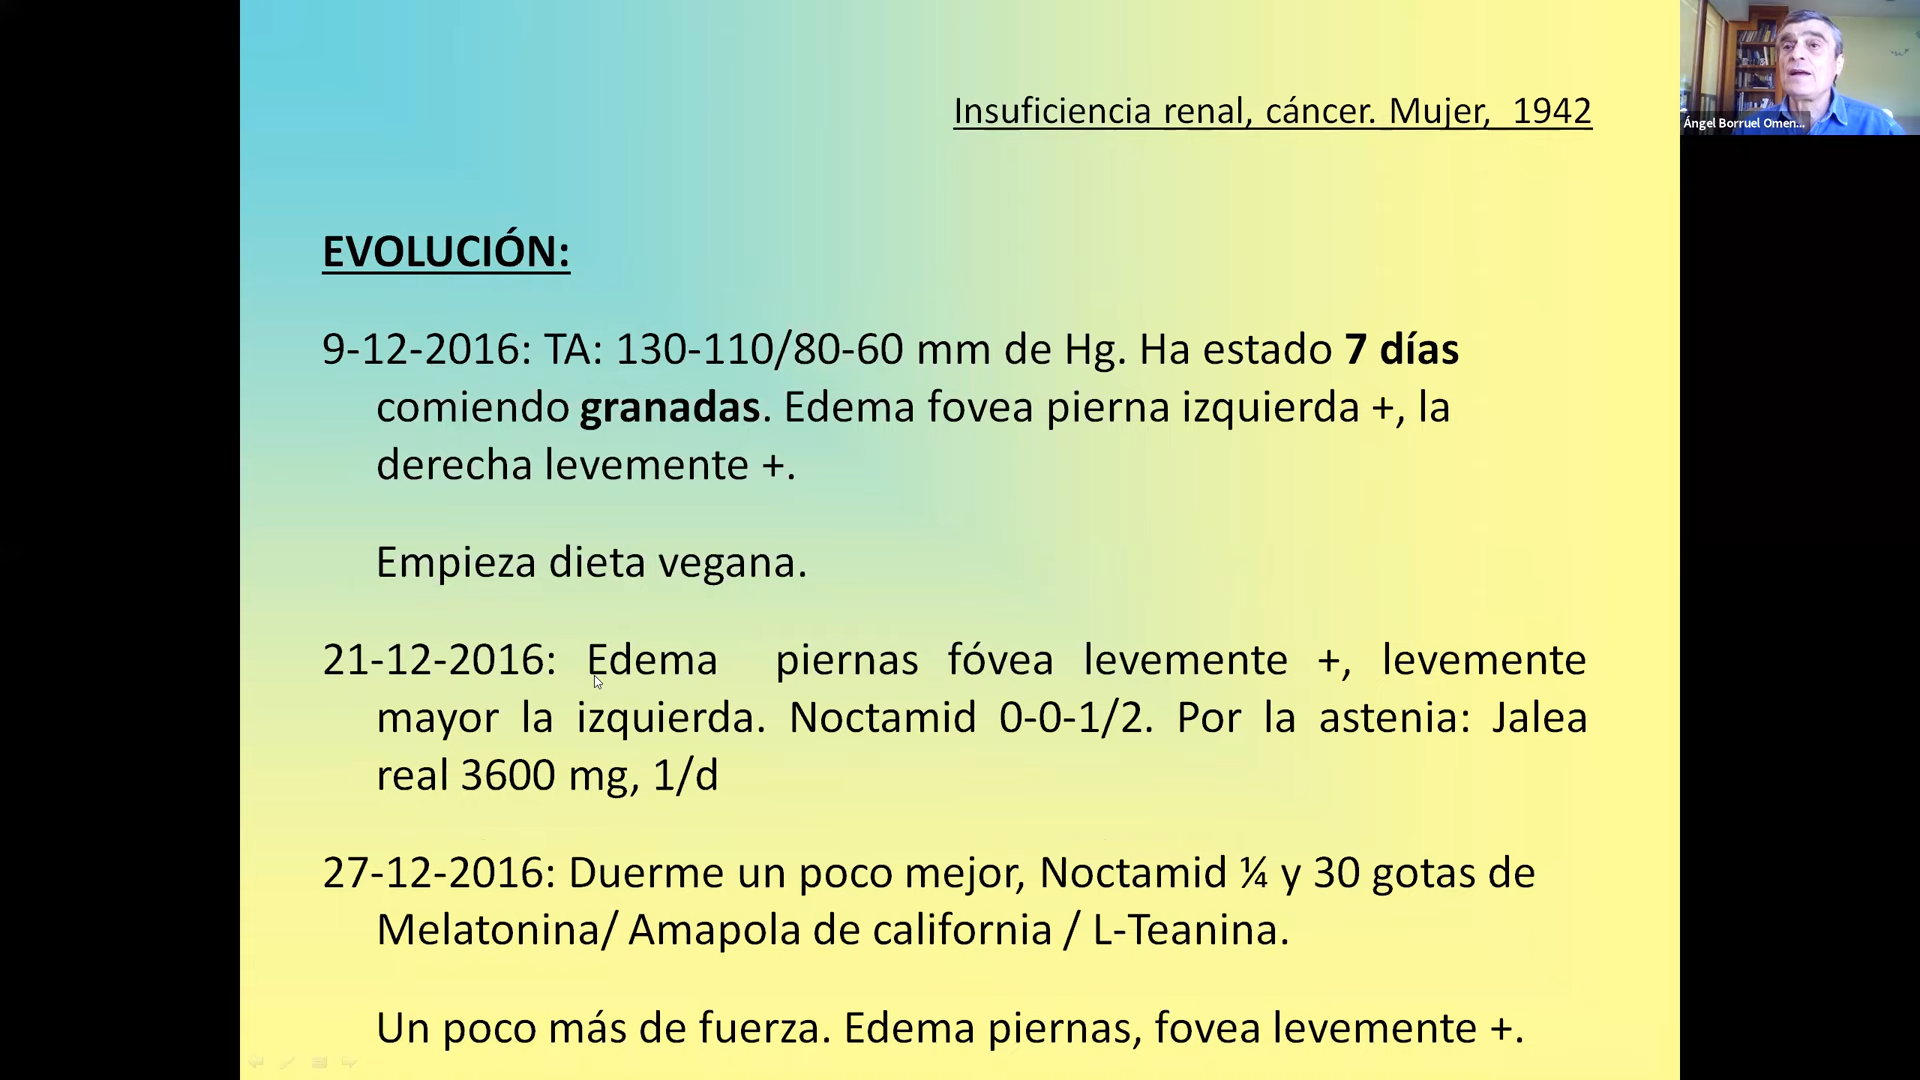 Insuficiencia renal, cáncer. Mujer, 1942
Ángel Borruel Omen...
EVOLUCIÓN:
9-12-2016: TA: 130-110/80-60 mm de Hg. Ha estado 7 días
comiendo granadas. Edema fovea pierna izquierda +, la
derecha levemente +.
Empieza dieta vegana.
21-12-2016: Edema piernas fóvea levemente +, levemente
mayor la izquierda. Noctamid 0-0-1/2. Por la astenia: Jalea
real 3600 mg, 1/d
27-12-2016: Duerme un poco mejor, Noctamid ¼ y 30 gotas de
Melatonina/ Amapola de california / L-Teanina.
Un poco más de fuerza. Edema piernas, fovea levemente +.